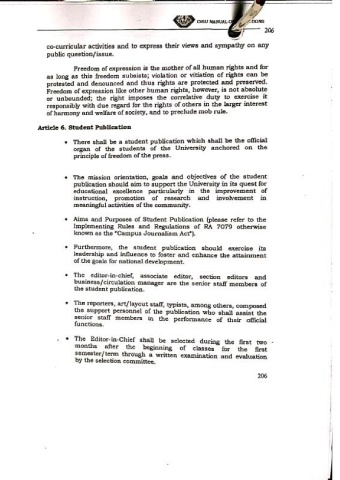 CHSU MANUAL OF
206
co-curricular activities and to express their views and sympathy on any
public question/issue.
Freedom of expression is the mother of all human rights and for
as long as this freedom subsists; violation or vitiation of rights can be
protested and denounced and thus rights are protected and preserved.
Freedom of expression like other human rights, however, is not absolute
or unbounded; the right imposes the correlative duty to exercise it
responsibly with due regard for the rights of others in the larger interest
of harmony and welfare of society, and to preclude mob rule.
Article 6. Student Publication
• There shall be a student publication which shall be the official
organ of the students of the University anchored on the
principle of freedom of the press.
• The mission orientation, goals and objectives of the student
publication should aim to support the University in its quest for
educational excellence particularly in the improvement of
instruction, promotion of research and involvement in
meaningful activities of the community.
• Aims and Purposes of Student Publication (please refer to the
Implementing Rules and Regulations of RA 7079 otherwise
known as the "Campus Journalism Act").
• Furthermore, the student publication should exercise its
leadership and influence to foster and enhance the attainment
of the goals for national development.
• The editor-in-chief, associate editor, section editors and
business/circulation manager are the senior staff members of
the student publication.
• The reporters, art/layout staff, typists, among others, composed
the support personnel of the publication who shall assist the
senior staff members in the performance of their official
functions.
• The Editor-in-Chief shall be selected during the first two
months after the beginning of classes for the first
semester/term through a written examination and evaluation
by the selection committee.
206